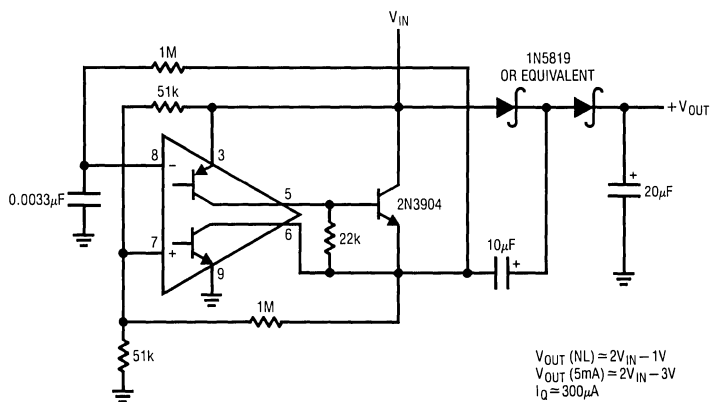 V_IN
1M
1N5819
OR EQUIVALENT
51k
+V_OUT
8
−
3
5
2N3904
+
20μF
0.0033μF
6
22k
7
+
9
10μF
+
1M
51k
V_OUT (NL) ≃ 2V_IN − 1V
V_OUT (5mA) ≃ 2V_IN − 3V
I_Q ≃ 300μA